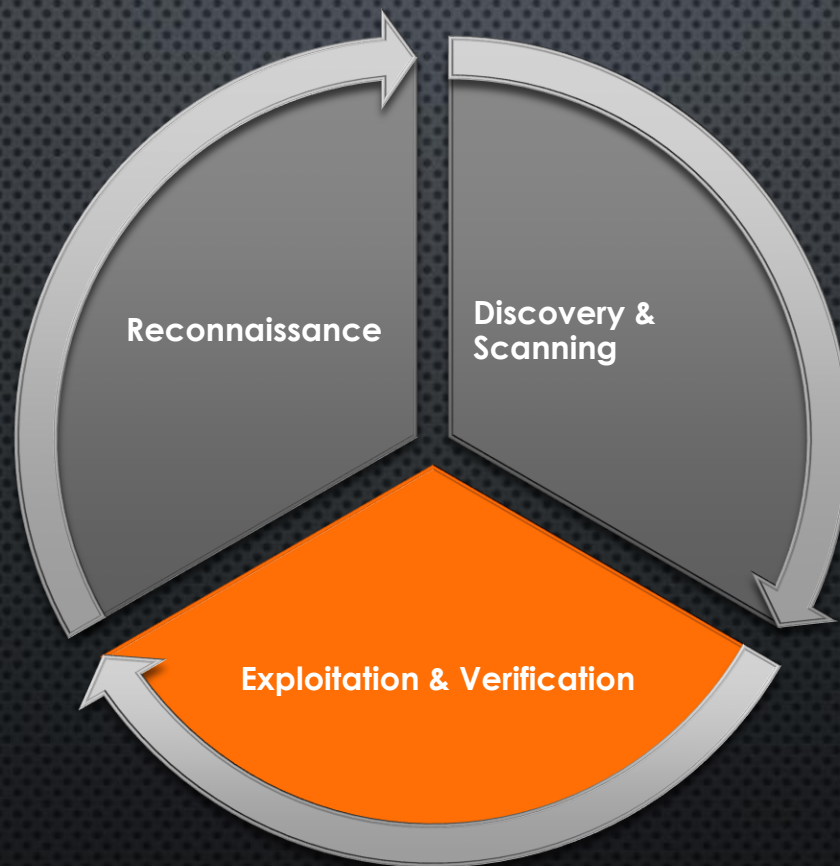 Reconnaissance
Discovery &
Scanning
Exploitation & Verification